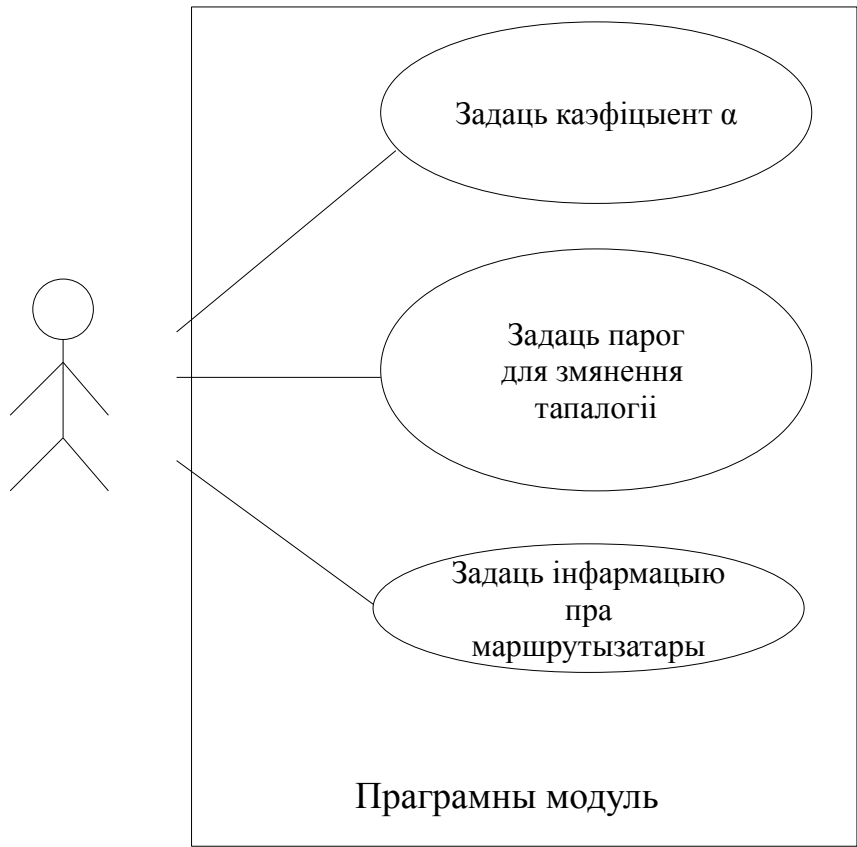 Задаць каэфіцыент α
Задаць парог
для змянення
тапалогіі
Задаць інфармацыю
пра
маршрутызатары
Праграмны модуль